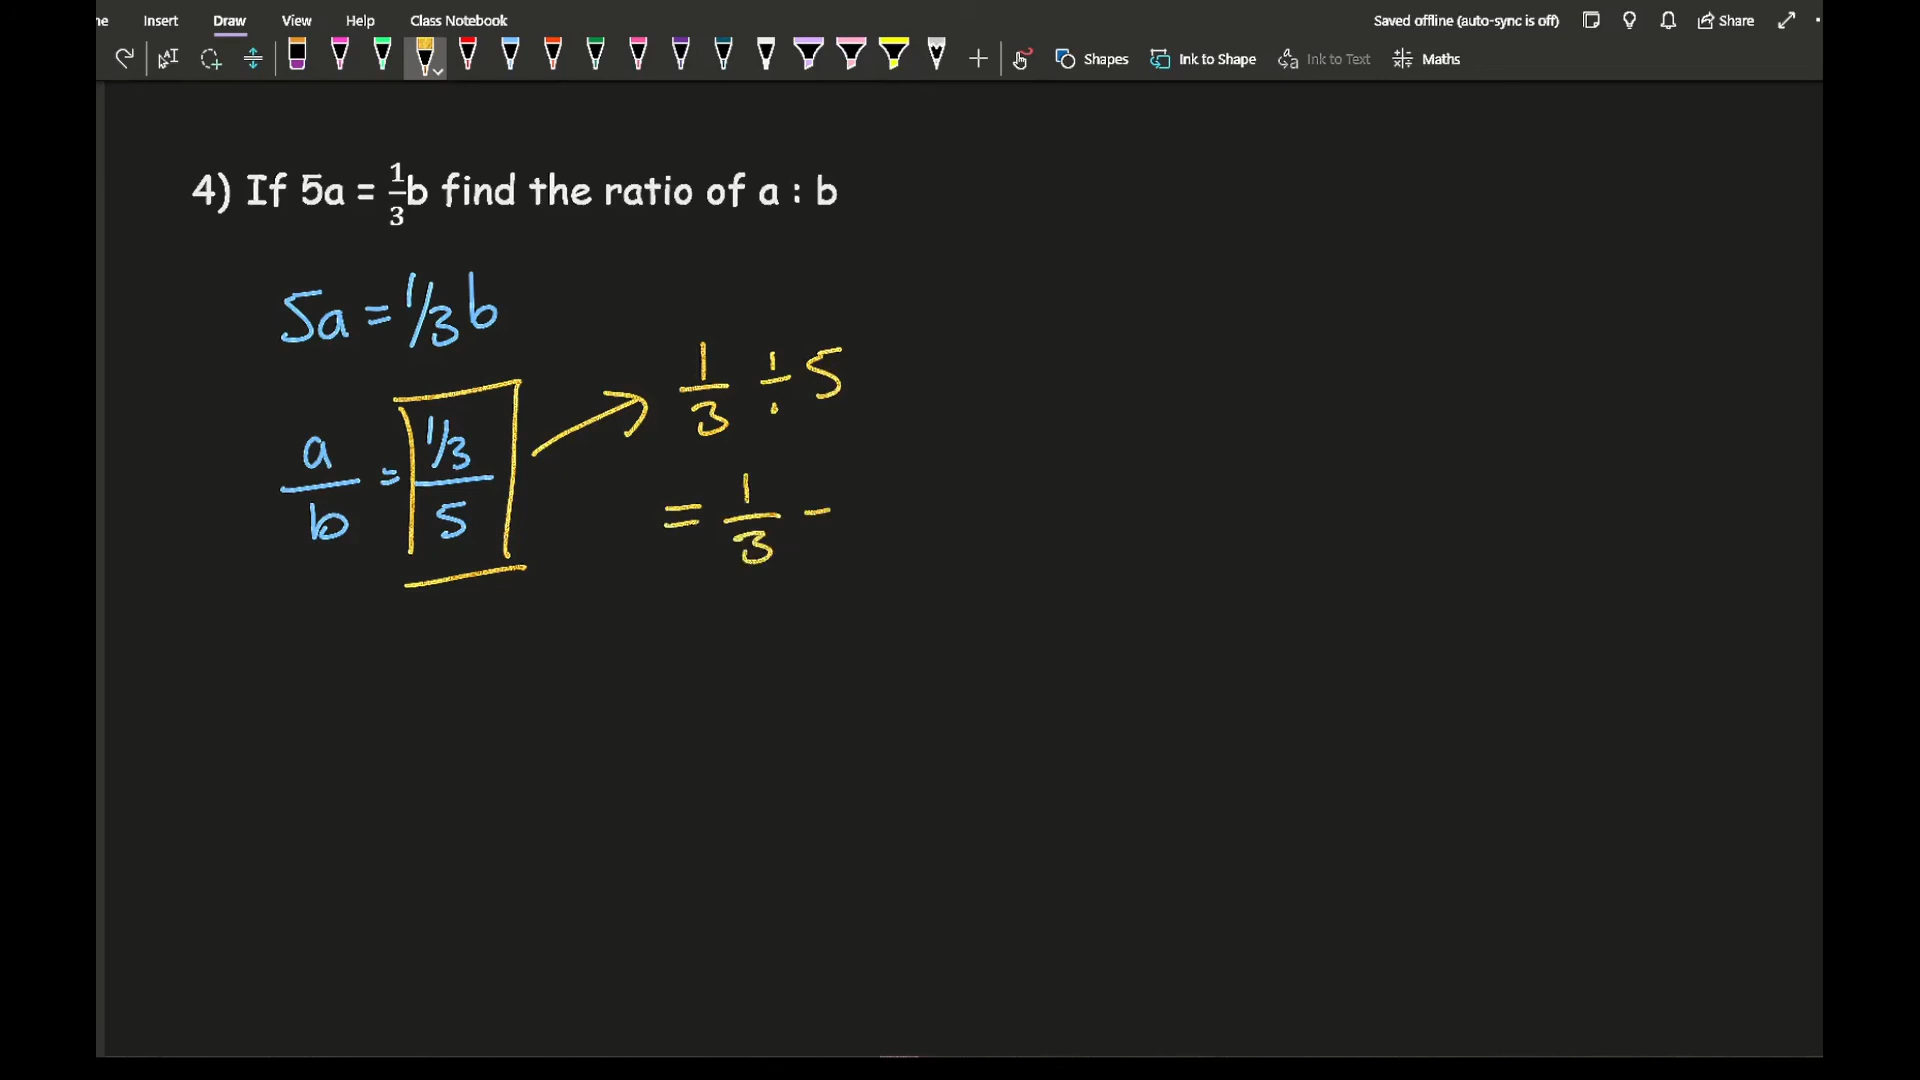 ne Insert Draw View Help Class Notebook Saved offline (auto-sync is off) Share
Shapes Ink to Shape Ink to Text Maths
4) If 5a = 1/3 b find the ratio of a : b
5a = 1/3 b
a/b = (1/3)/5
1/3 ÷ 5
= 1/3 -